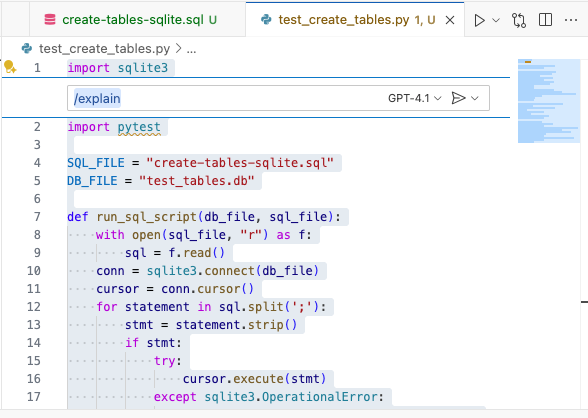 create-tables-sqlite.sql U
test_create_tables.py 1, U
test_create_tables.py > ...
1 import sqlite3
/explain GPT-4.1
2 import pytest
3
4 SQL_FILE = "create-tables-sqlite.sql"
5 DB_FILE = "test_tables.db"
6
7 def run_sql_script(db_file, sql_file):
8 with open(sql_file, "r") as f:
9 sql = f.read()
10 conn = sqlite3.connect(db_file)
11 cursor = conn.cursor()
12 for statement in sql.split(';'):
13 stmt = statement.strip()
14 if stmt:
15 try:
16 cursor.execute(stmt)
17 except sqlite3.OperationalError: